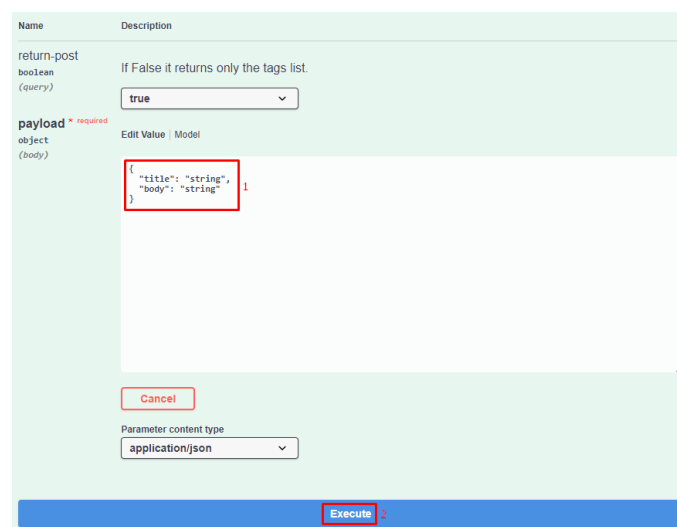 Name Description
return-post
boolean
(query)
If False it returns only the tags list.
true
payload * required
object
(body)
Edit Value | Model
{
"title": "string",
"body": "string"
}
1
Cancel
Parameter content type
application/json
Execute 2